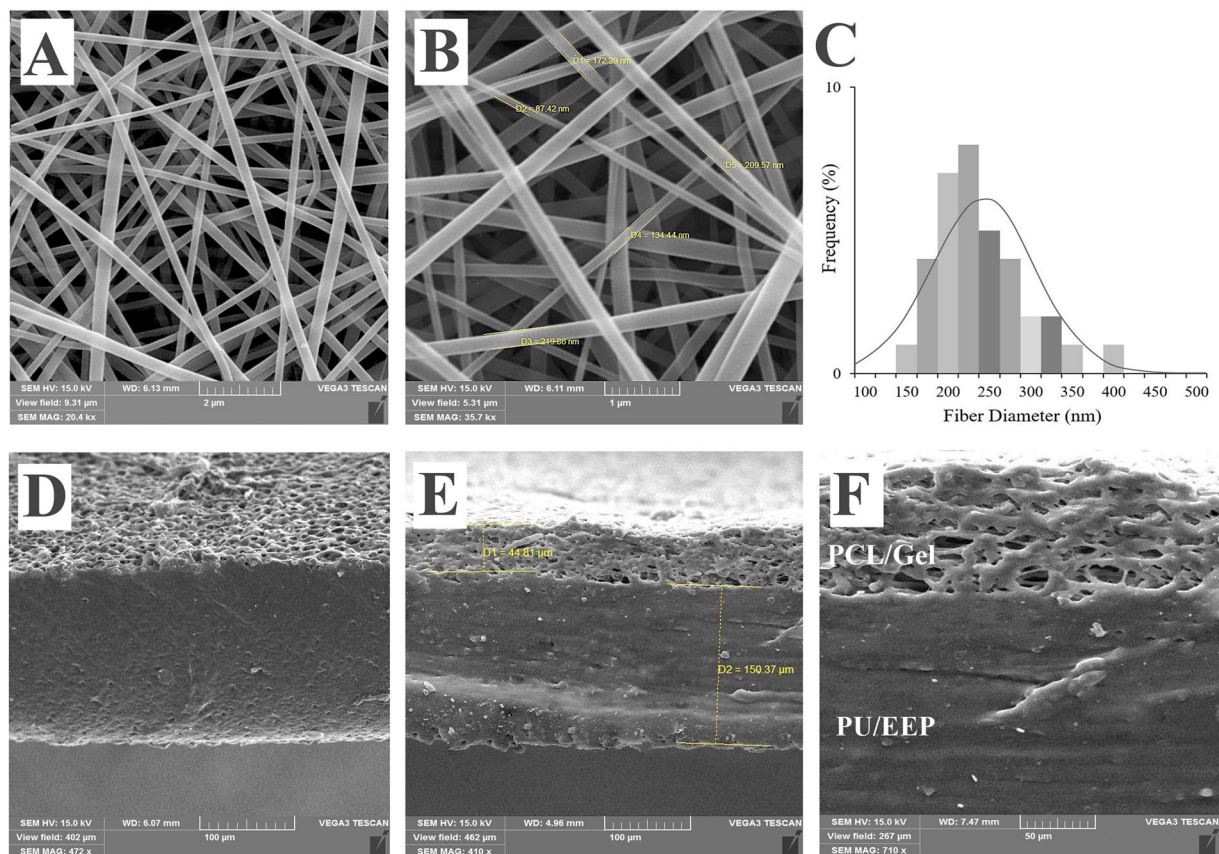 A
D1 = 172.29 nm
D2 = 87.42 nm
D5 = 209.57 nm
D4 = 134.44 nm
D3 = 219.66 nm
B
C
10
0
Frequency (%)
100 150 200 250 300 350 400 450 500
Fiber Diameter (nm)
SEM HV: 15.0 kV WD: 6.13 mm VEGA3 TESCAN
View field: 9.31 µm 2 µm
SEM MAG: 20.4 kx
SEM HV: 15.0 kV WD: 6.11 mm VEGA3 TESCAN
View field: 5.31 µm 1 µm
SEM MAG: 35.7 kx
D
E
D1 = 44.81 µm
D2 = 150.37 µm
F
PCL/Gel
PU/EEP
SEM HV: 15.0 kV WD: 6.07 mm VEGA3 TESCAN
View field: 402 µm 100 µm
SEM MAG: 472 x
SEM HV: 15.0 kV WD: 4.96 mm VEGA3 TESCAN
View field: 462 µm 100 µm
SEM MAG: 410 x
SEM HV: 15.0 kV WD: 7.47 mm VEGA3 TESCAN
View field: 267 µm 50 µm
SEM MAG: 710 x